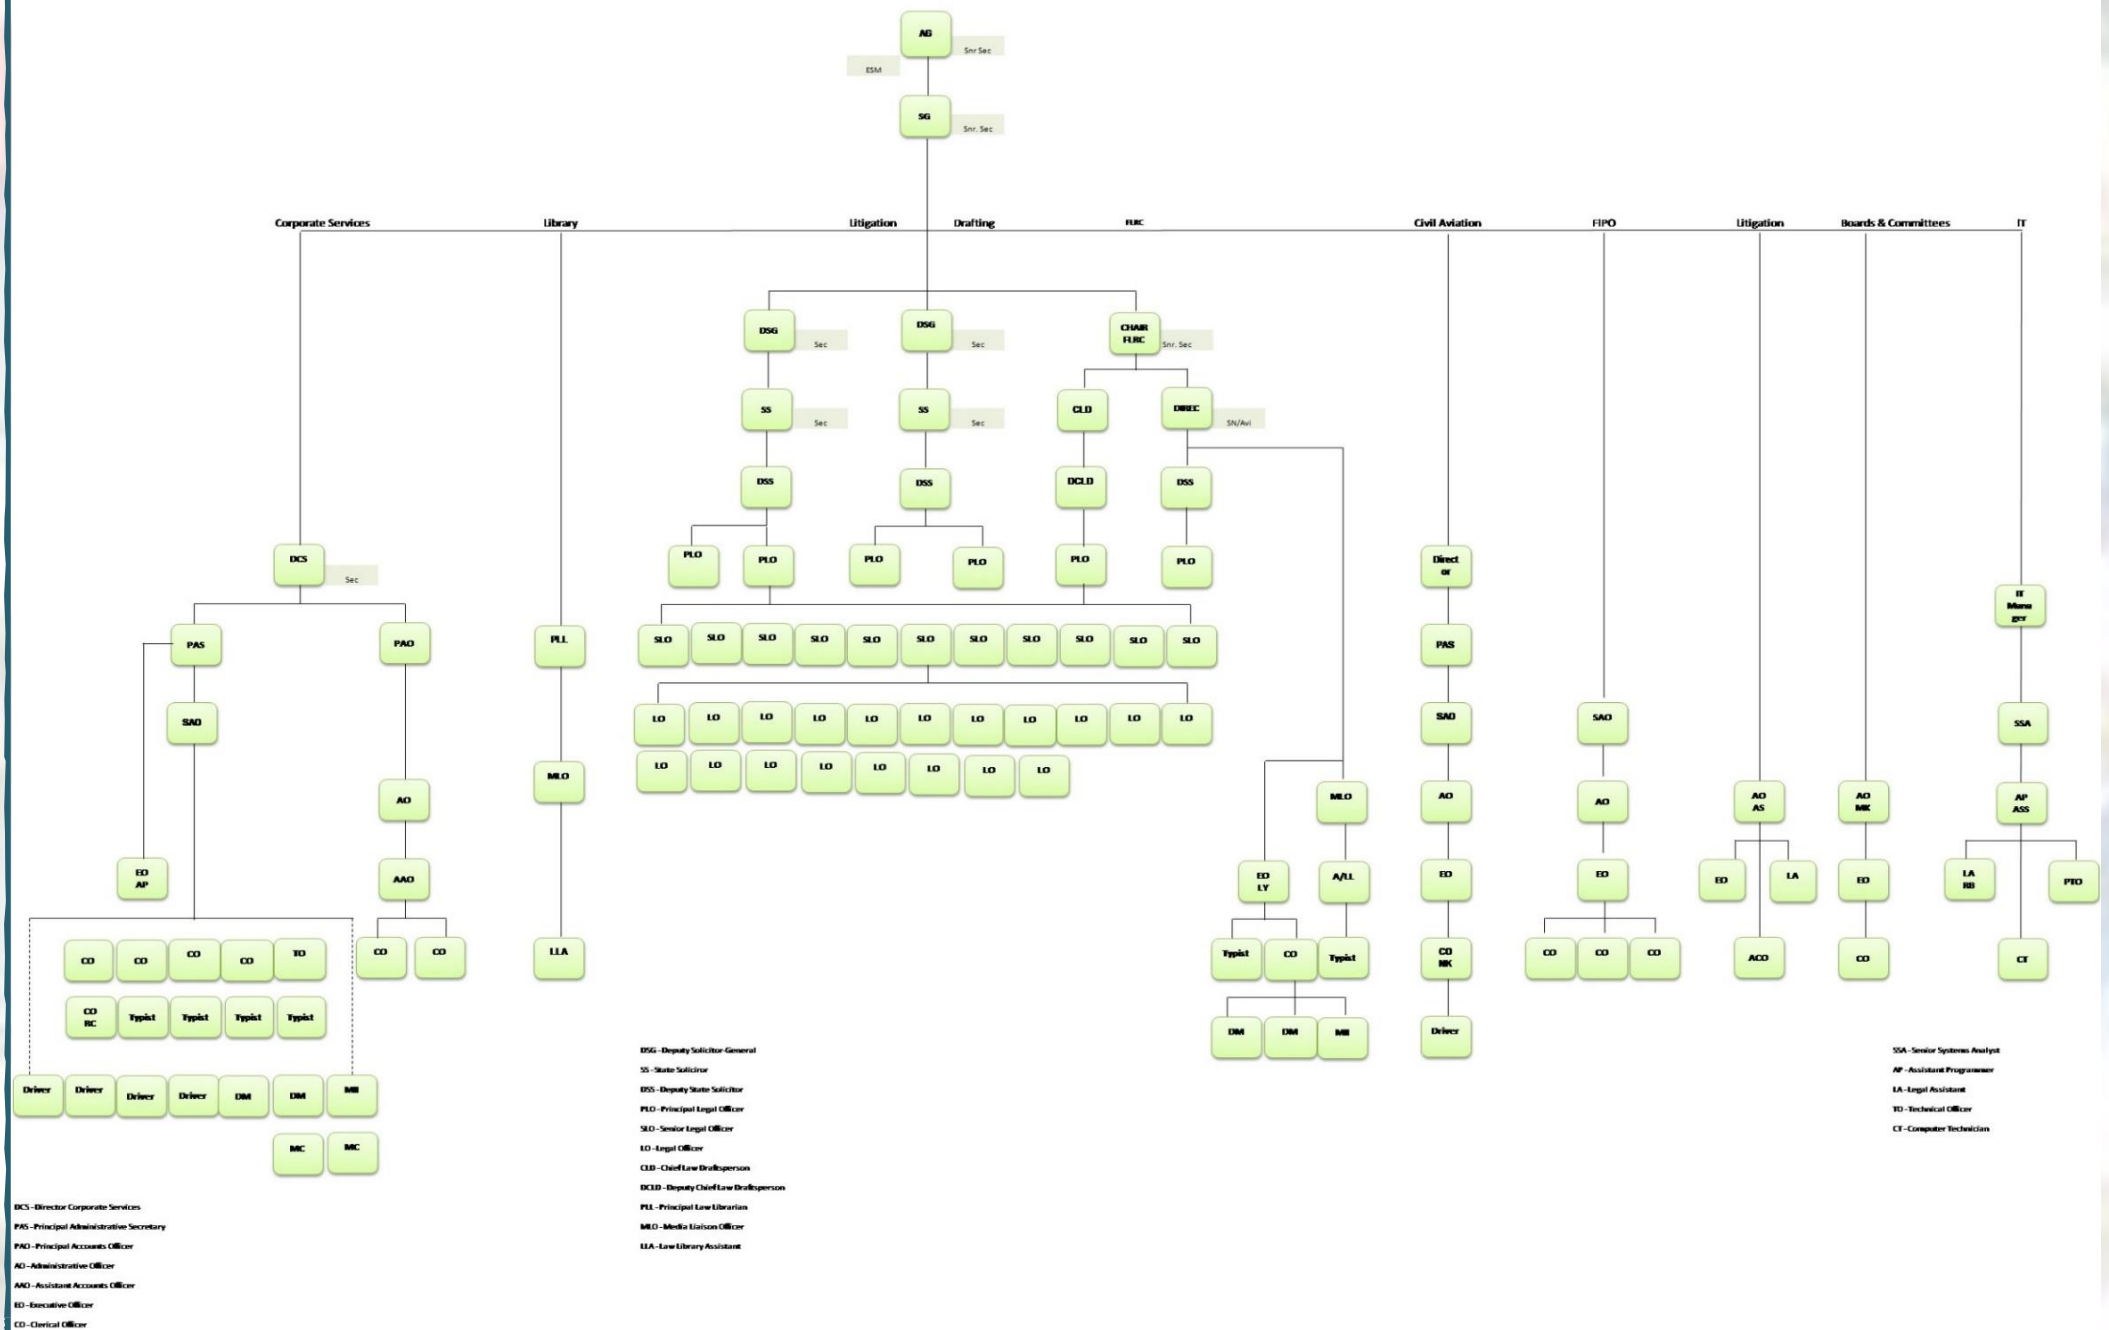 AG
Snr Sec
ESM
SG
Snr. Sec
Corporate Services
Library
Litigation
Drafting
FLRC
Civil Aviation
FIPO
Litigation
Boards & Committees
IT
DSG
Sec
DSG
Sec
CHAIR
FLRC
Snr. Sec
SS
Sec
SS
Sec
CLD
DIREC
SN/Avi
DSS
DSS
DCLD
DSS
DCS
Sec
PLO
PLO
PLO
PLO
PLO
PLO
Direct
or
IT
Mana
ger
PAS
PAO
PLL
SLO
SLO
SLO
SLO
SLO
SLO
SLO
SLO
SLO
SLO
SLO
PAS
SAO
LO
LO
LO
LO
LO
LO
LO
LO
LO
LO
LO
SAO
SAO
SSA
LO
LO
LO
LO
LO
LO
LO
LO
AO
MLO
MLO
AO
AO
AO
AS
AO
MK
AP
ASS
EO
AP
AAO
EO
LY
A/LL
EO
EO
EO
LA
EO
LA
RB
PTO
CO
CO
CO
CO
TO
CO
CO
LLA
Typist
CO
Typist
CO
NK
CO
CO
CO
ACO
CO
CT
CO
RC
Typist
Typist
Typist
Typist
DM
DM
MII
Driver
Driver
Driver
Driver
Driver
DM
DM
MII
MC
MC
DSG - Deputy Solicitor-General
SS - State Soliciror
DSS - Deputy State Solicitor
PLO - Principal Legal Officer
SLO - Senior Legal Officer
LO - Legal Officer
CLD - Chief Law Draftsperson
DCLD - Deputy Chief Law Draftsperson
PLL - Principal Law Librarian
MLO - Media Liaison Officer
LLA - Law Library Assistant
SSA - Senior Systems Analyst
AP - Assistant Programmer
LA - Legal Assistant
TO - Technical Officer
CT - Computer Technician
DCS - Director Corporate Services
PAS - Principal Administrative Secretary
PAO - Principal Accounts Officer
AO - Administrative Officer
AAO - Assistant Accounts Officer
EO - Executive Officer
CO - Clerical Officer